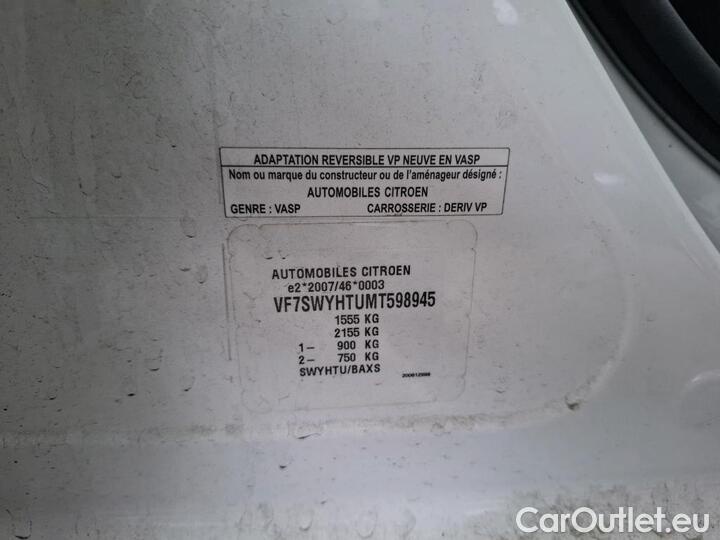 ADAPTATION REVERSIBLE VP NEUVE EN VASP
Nom ou marque du constructeur ou de l'aménageur désigné :
AUTOMOBILES CITROEN
GENRE : VASP CARROSSERIE : DERIV VP
AUTOMOBILES CITROEN
e2*2007/46*0003
VF7SWYHTUMT598945
1555 KG
2155 KG
1– 900 KG
2– 750 KG
SWYHTU/BAXS
CarOutlet.eu